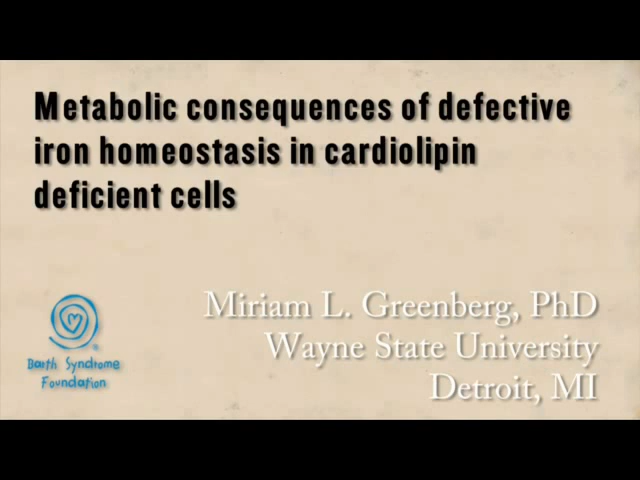 Metabolic consequences of defective
iron homeostasis in cardiolipin
deficient cells
Miriam L. Greenberg, PhD
Wayne State University
Detroit, MI
Barth Syndrome
Foundation